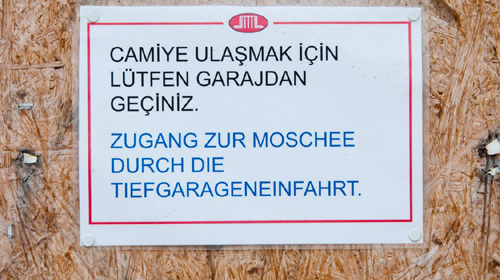 CAMİYE ULAŞMAK İÇİN
LÜTFEN GARAJDAN
GEÇİNİZ.
ZUGANG ZUR MOSCHEE
DURCH DIE
TIEFGARAGENEINFAHRT.